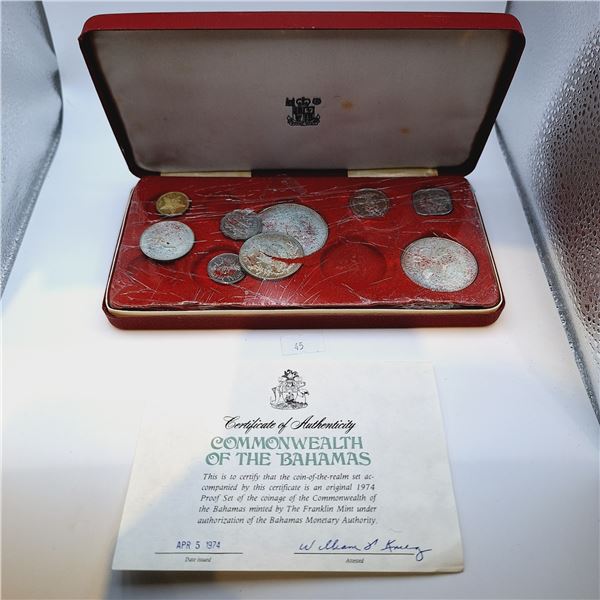 45
Certificate of Authenticity
COMMONWEALTH
OF THE BAHAMAS
This is to certify that the coin-of-the-realm set ac-
companied by this certificate is an original 1974
Proof Set of the coinage of the Commonwealth of
the Bahamas minted by The Franklin Mint under
authorization of the Bahamas Monetary Authority.
APR 5 1974
Date issued
Attested